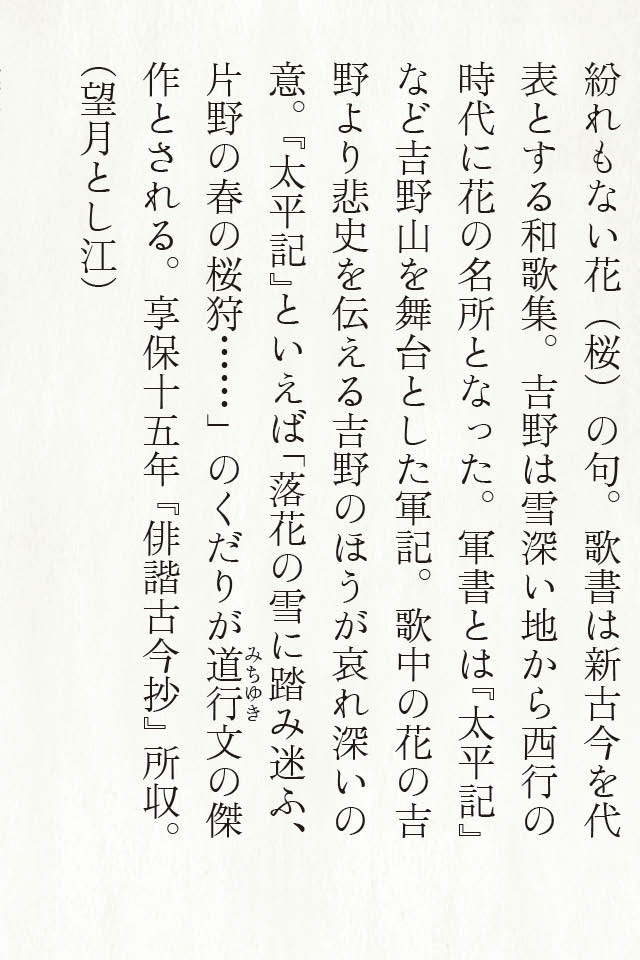 紛れもない花（桜）の句。歌書は新古今を代
表とする和歌集。吉野は雪深い地から西行の
時代に花の名所となった。軍書とは『太平記』
など吉野山を舞台とした軍記。歌中の花の吉
野より悲史を伝える吉野のほうが哀れ深いの
意。『太平記』といえば「落花の雪に踏み迷ふ、
片野の春の桜狩……」のくだりが道行文の傑
みちゆき
作とされる。享保十五年『俳諧古今抄』所収。
（望月とし江）